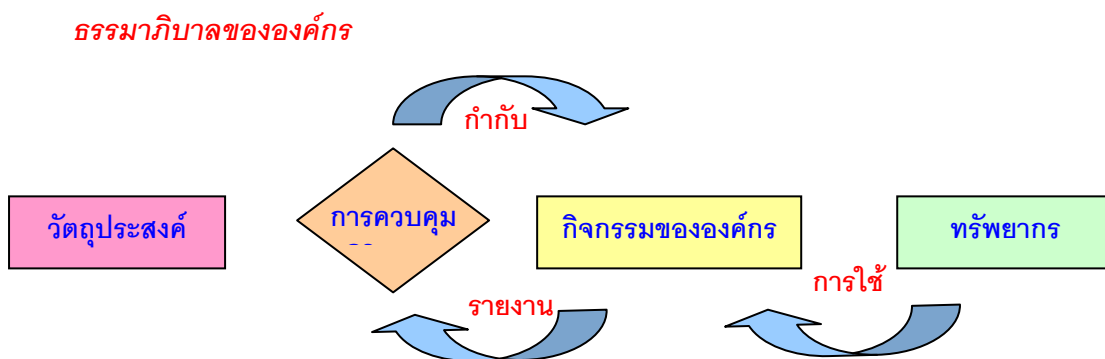 ธรรมาภิบาลขององค์กร
กำกับ
วัตถุประสงค์
การควบคุม
กิจกรรมขององค์กร
ทรัพยากร
การใช้
รายงาน